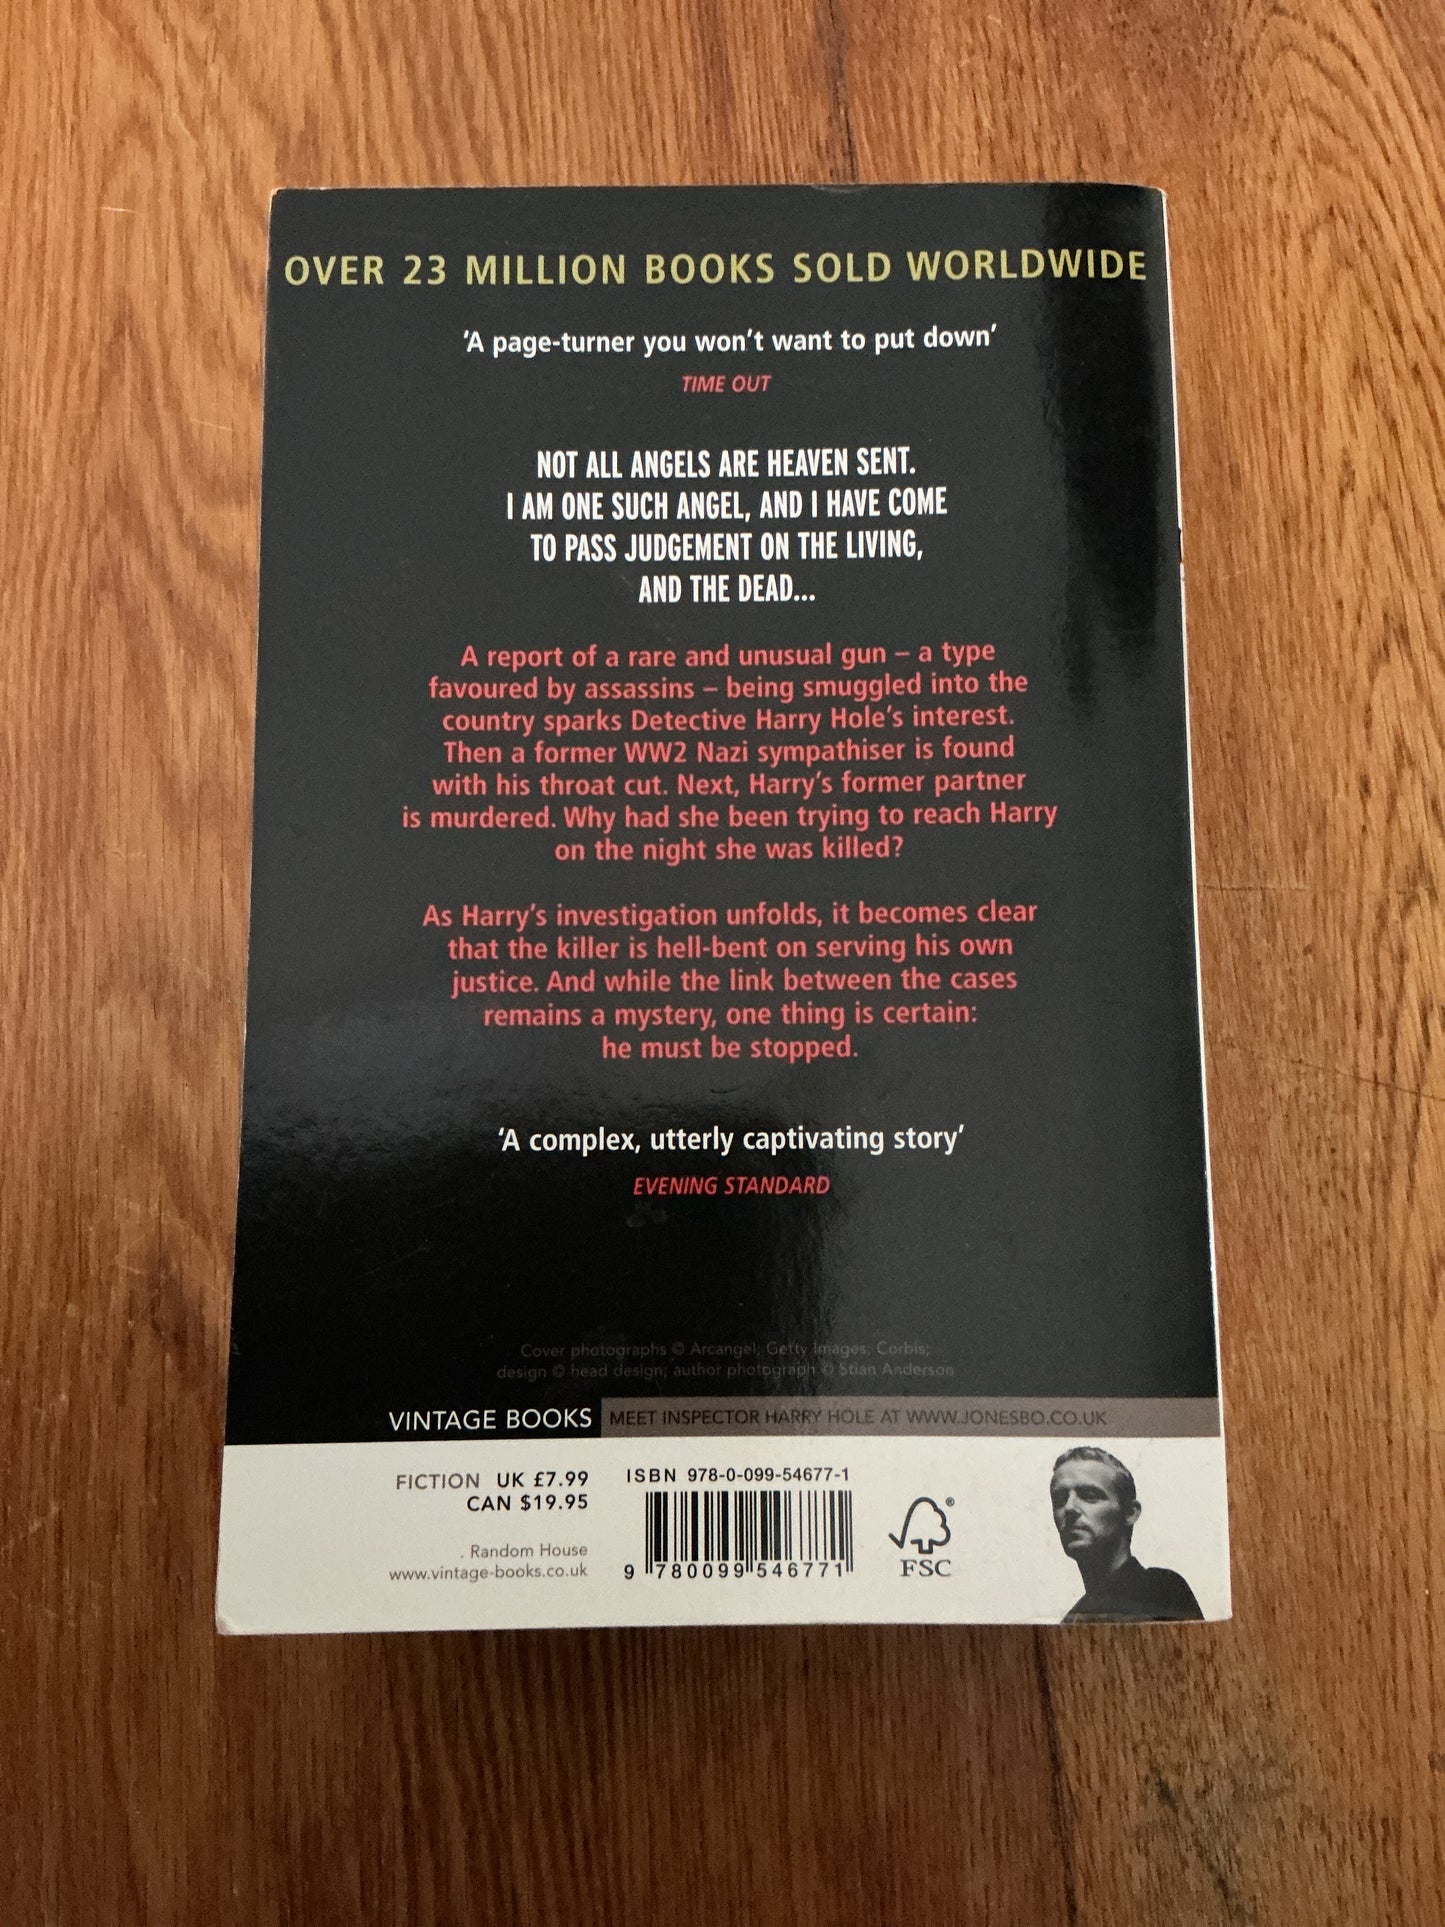 OVER 23 MILLION BOOKS SOLD WORLDWIDE
‘A page-turner you won’t want to put down’
TIME OUT
NOT ALL ANGELS ARE HEAVEN SENT.
I AM ONE SUCH ANGEL, AND I HAVE COME
TO PASS JUDGEMENT ON THE LIVING,
AND THE DEAD...
A report of a rare and unusual gun – a type
favoured by assassins – being smuggled into the
country sparks Detective Harry Hole’s interest.
Then a former WW2 Nazi sympathiser is found
with his throat cut. Next, Harry’s former partner
is murdered. Why had she been trying to reach Harry
on the night she was killed?
As Harry’s investigation unfolds, it becomes clear
that the killer is hell-bent on serving his own
justice. And while the link between the cases
remains a mystery, one thing is certain:
he must be stopped.
‘A complex, utterly captivating story’
EVENING STANDARD
Cover photographs © Arcangel; Getty Images; Corbis;
design © head design; author photograph © Stian Anderson
VINTAGE BOOKS MEET INSPECTOR HARRY HOLE AT WWW.JONESBO.CO.UK
FICTION UK £7.99
CAN $19.95
Random House
www.vintage-books.co.uk
ISBN 978-0-099-54677-1
9 780099 546771
FSC
®